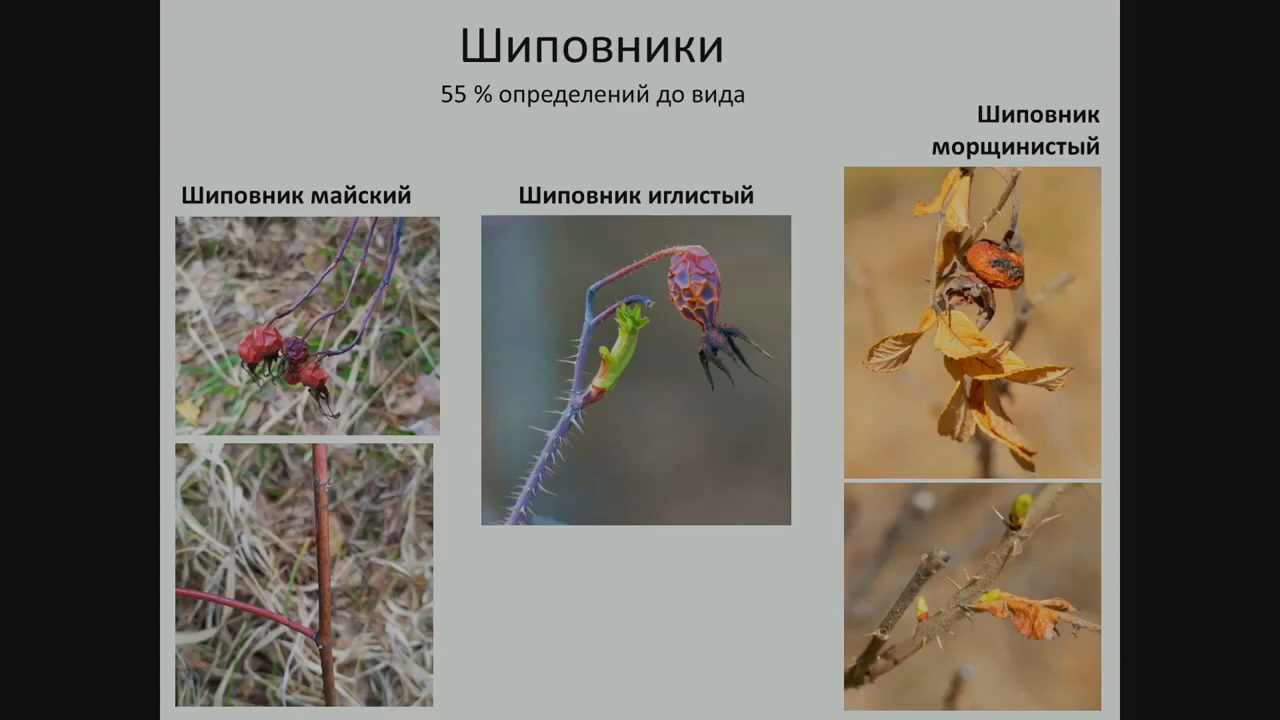 Шиповники
55 % определений до вида
Шиповник майский
Шиповник иглистый
Шиповник
морщинистый